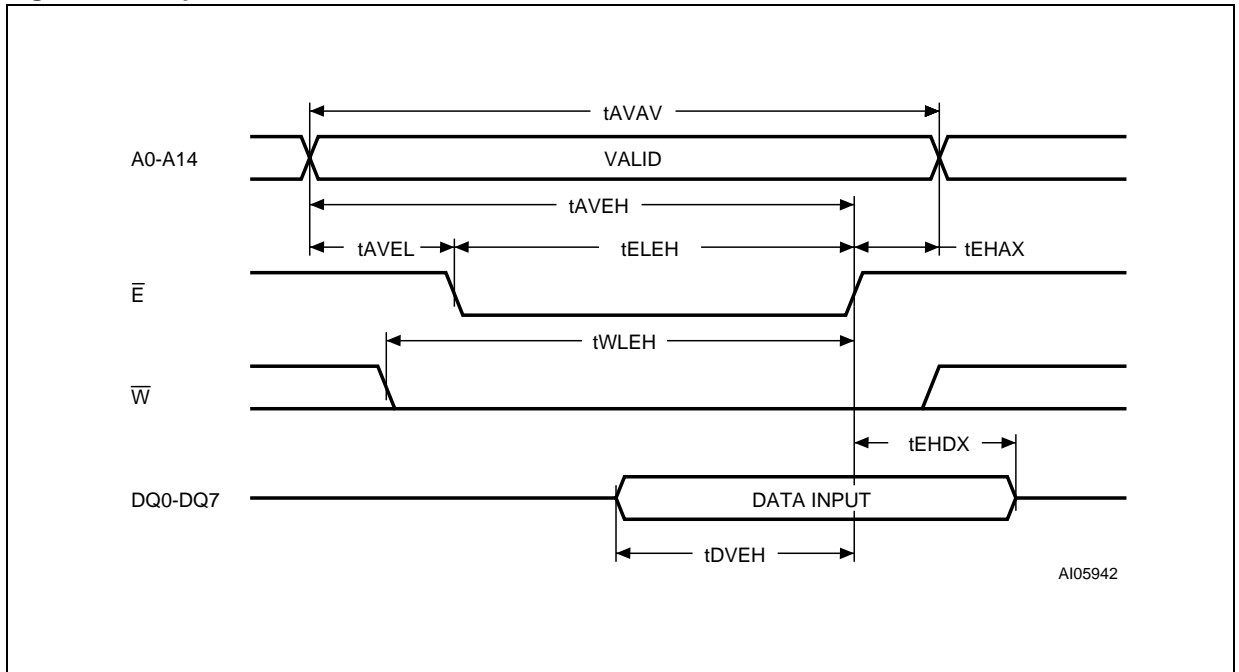 tAVAV
A0-A14
VALID
tAVEH
tAVEL
tELEH
tEHAX
E̅
tWLEH
W̅
tEHDX
DQ0-DQ7
DATA INPUT
tDVEH
AI05942